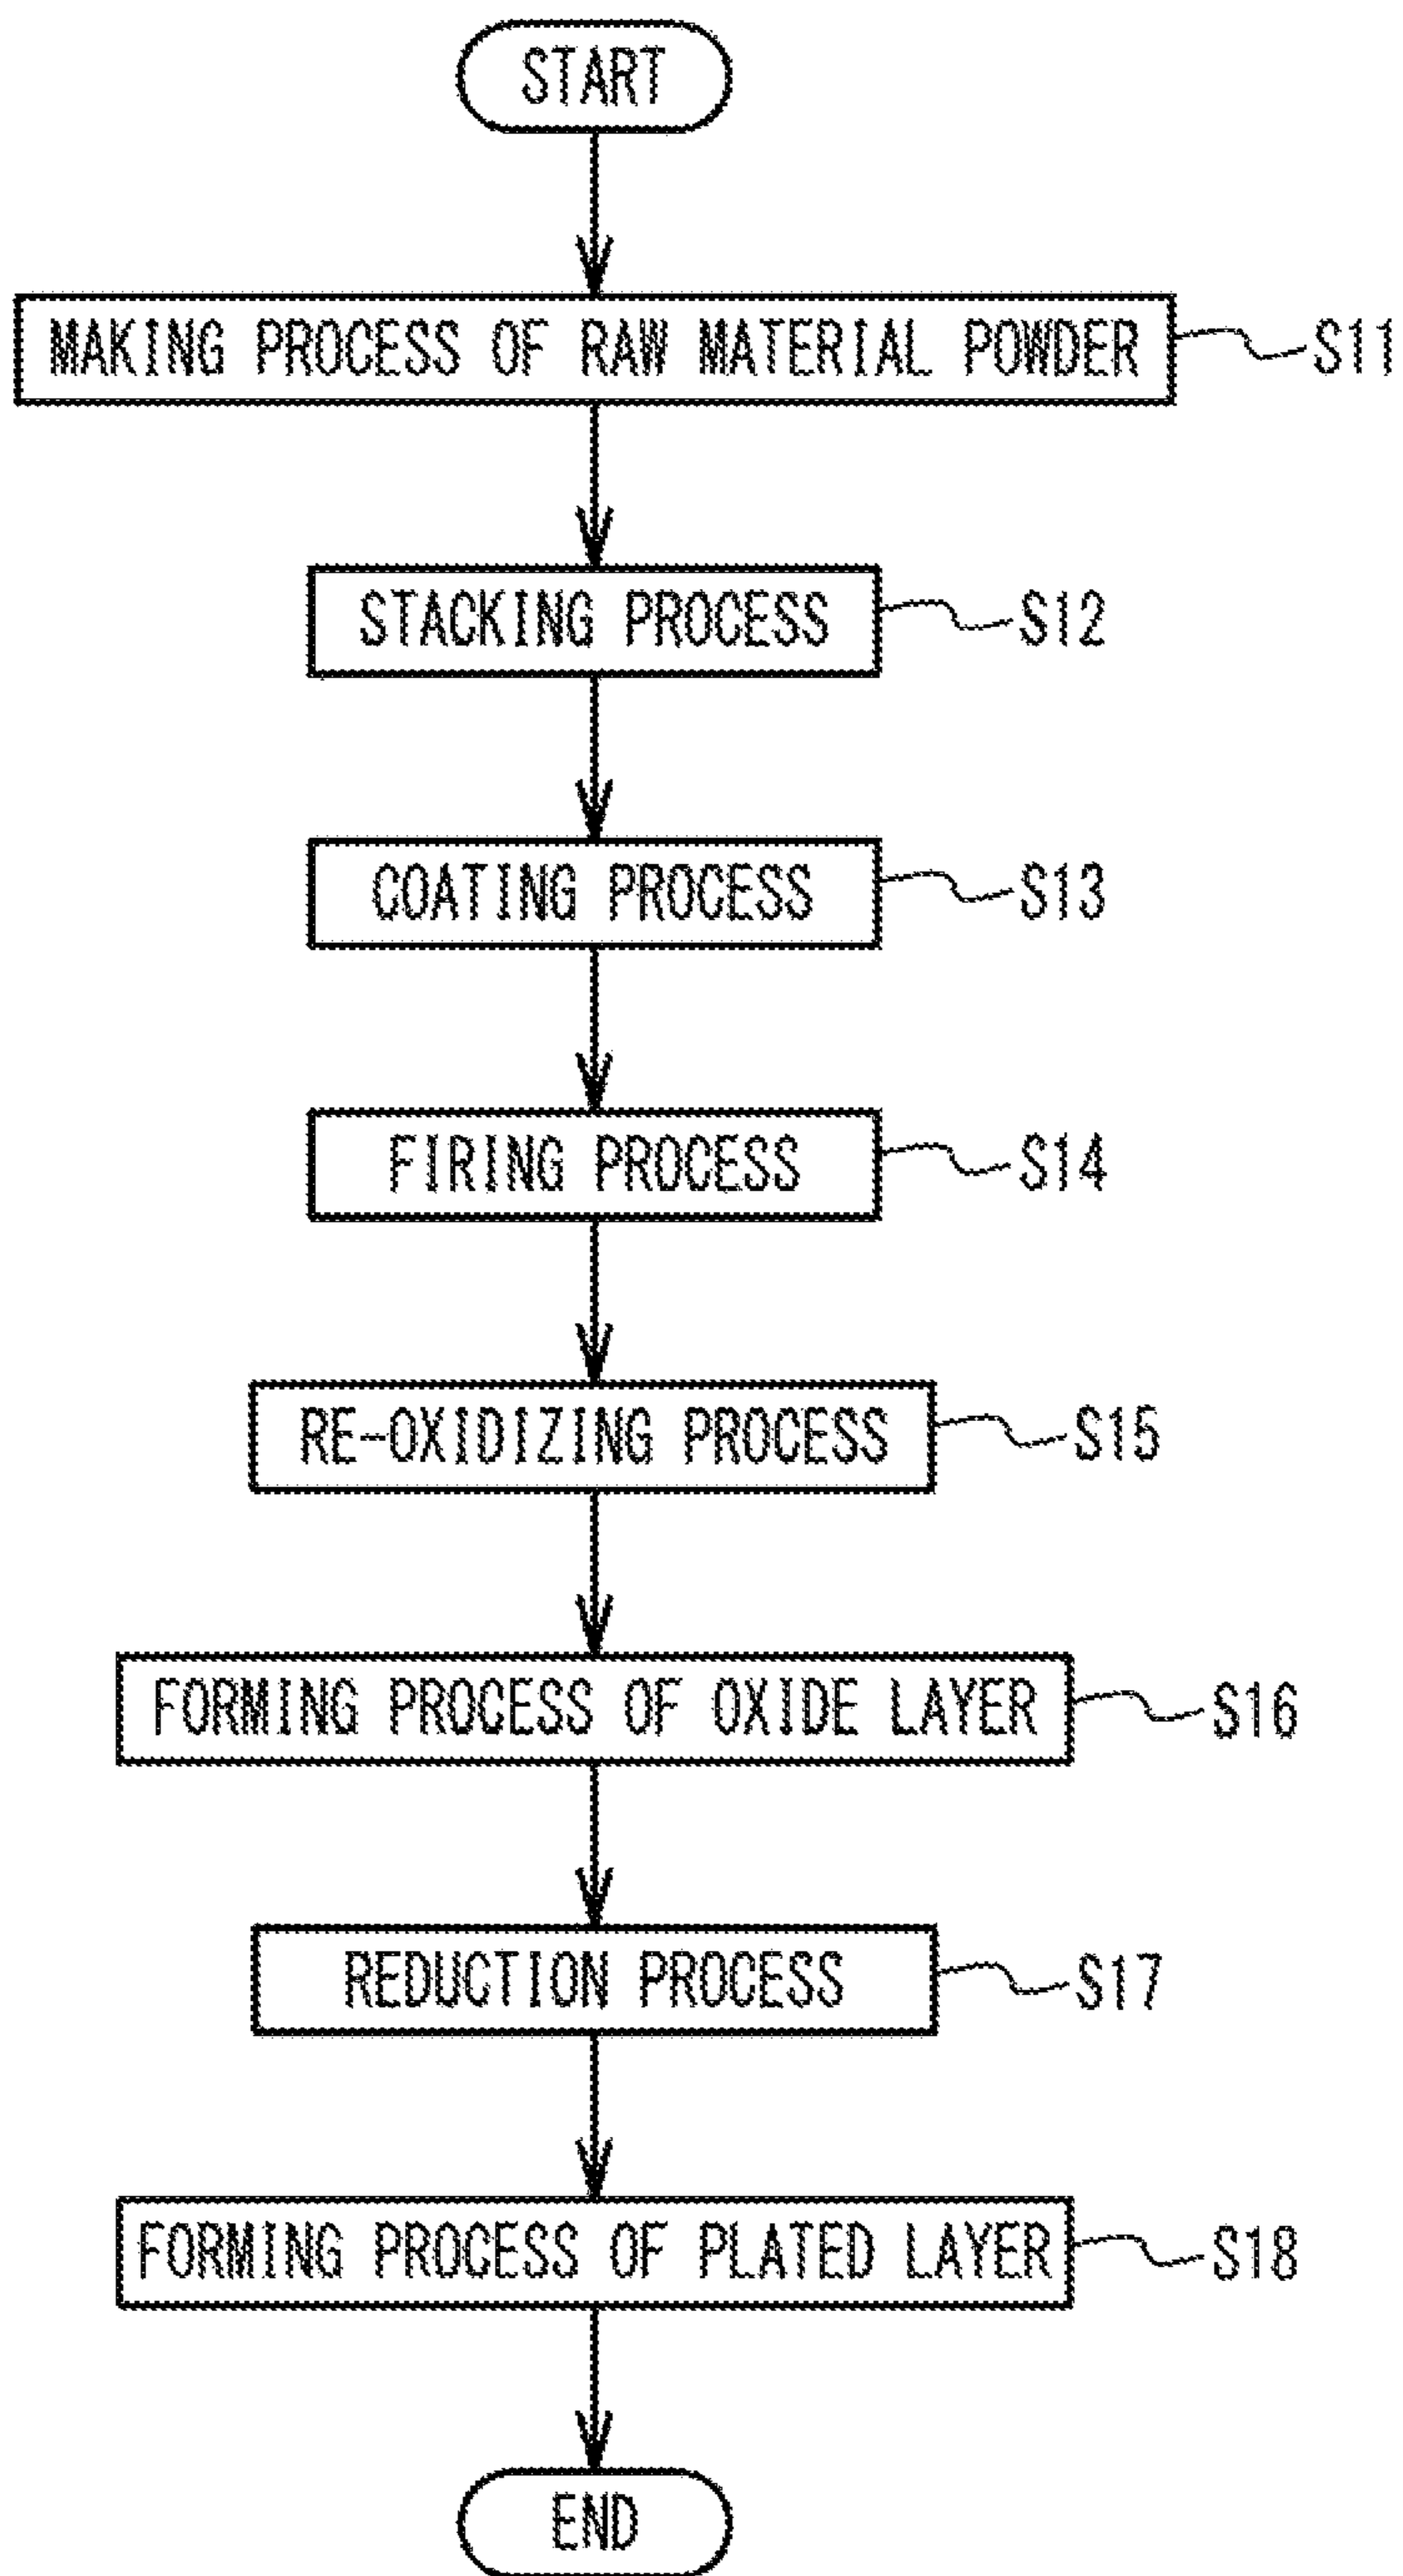 START
MAKING PROCESS OF RAW MATERIAL POWDER S11
STACKING PROCESS S12
COATING PROCESS S13
FIRING PROCESS S14
RE-OXIDIZING PROCESS S15
FORMING PROCESS OF OXIDE LAYER S16
REDUCTION PROCESS S17
FORMING PROCESS OF PLATED LAYER S18
END